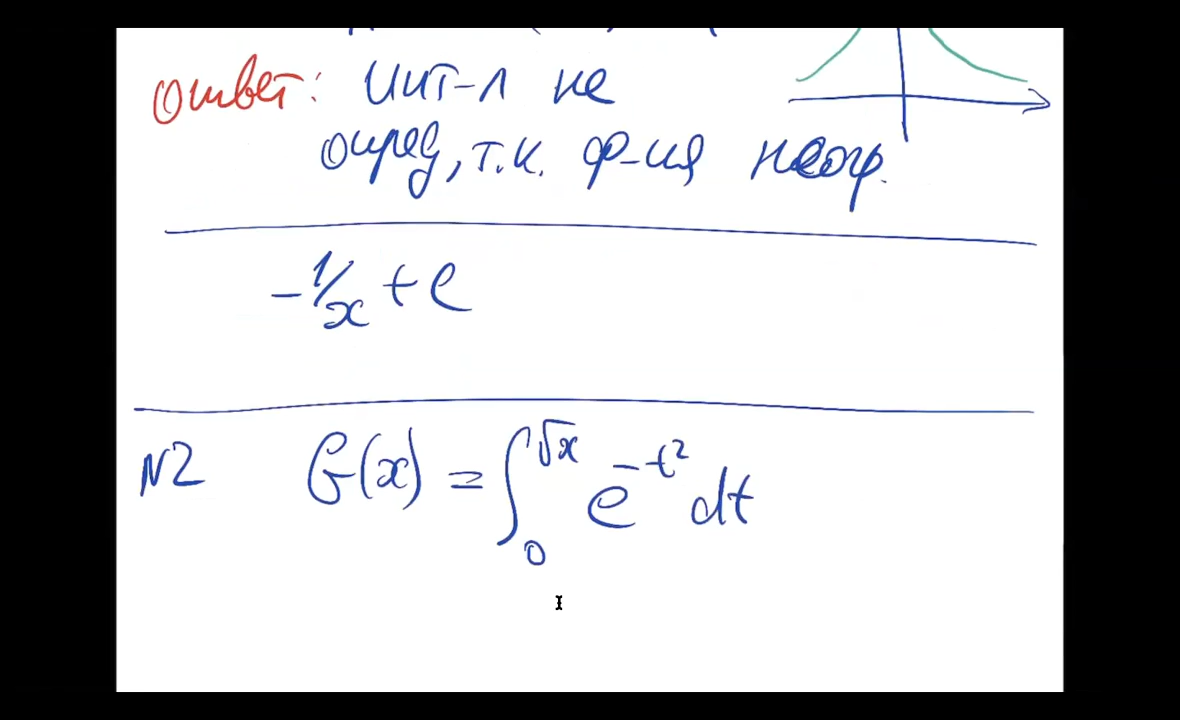 Ответ: Инт-л не
опред, т.к. ф-ия неогр.
-1/x + C
N2 G(x) = ∫₀^√x e^-t² dt